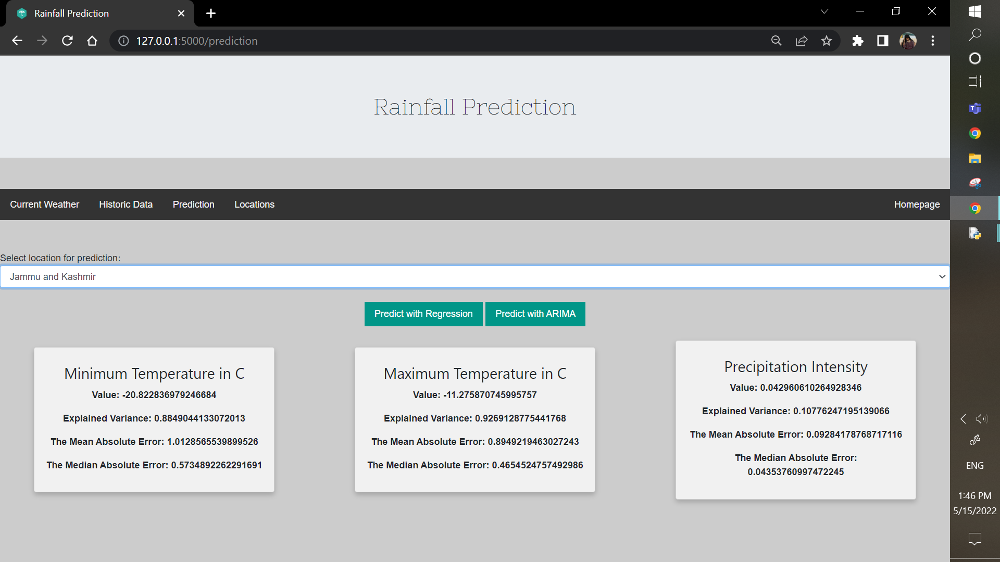 Rainfall Prediction
127.0.0.1:5000/prediction
Rainfall Prediction
Current Weather Historic Data Prediction Locations Homepage
Select location for prediction:
Jammu and Kashmir
Predict with Regression Predict with ARIMA
Minimum Temperature in C
Value: -20.822836979246684
Explained Variance: 0.8849044133072013
The Mean Absolute Error: 1.0128565539899526
The Median Absolute Error: 0.5734892262291691
Maximum Temperature in C
Value: -11.275870745995757
Explained Variance: 0.9269128775441768
The Mean Absolute Error: 0.8949219463027243
The Median Absolute Error: 0.4654524757492986
Precipitation Intensity
Value: 0.042960610264928346
Explained Variance: 0.10776247195139066
The Mean Absolute Error: 0.09284178768717116
The Median Absolute Error:
0.04353760997472245
ENG
1:46 PM
5/15/2022